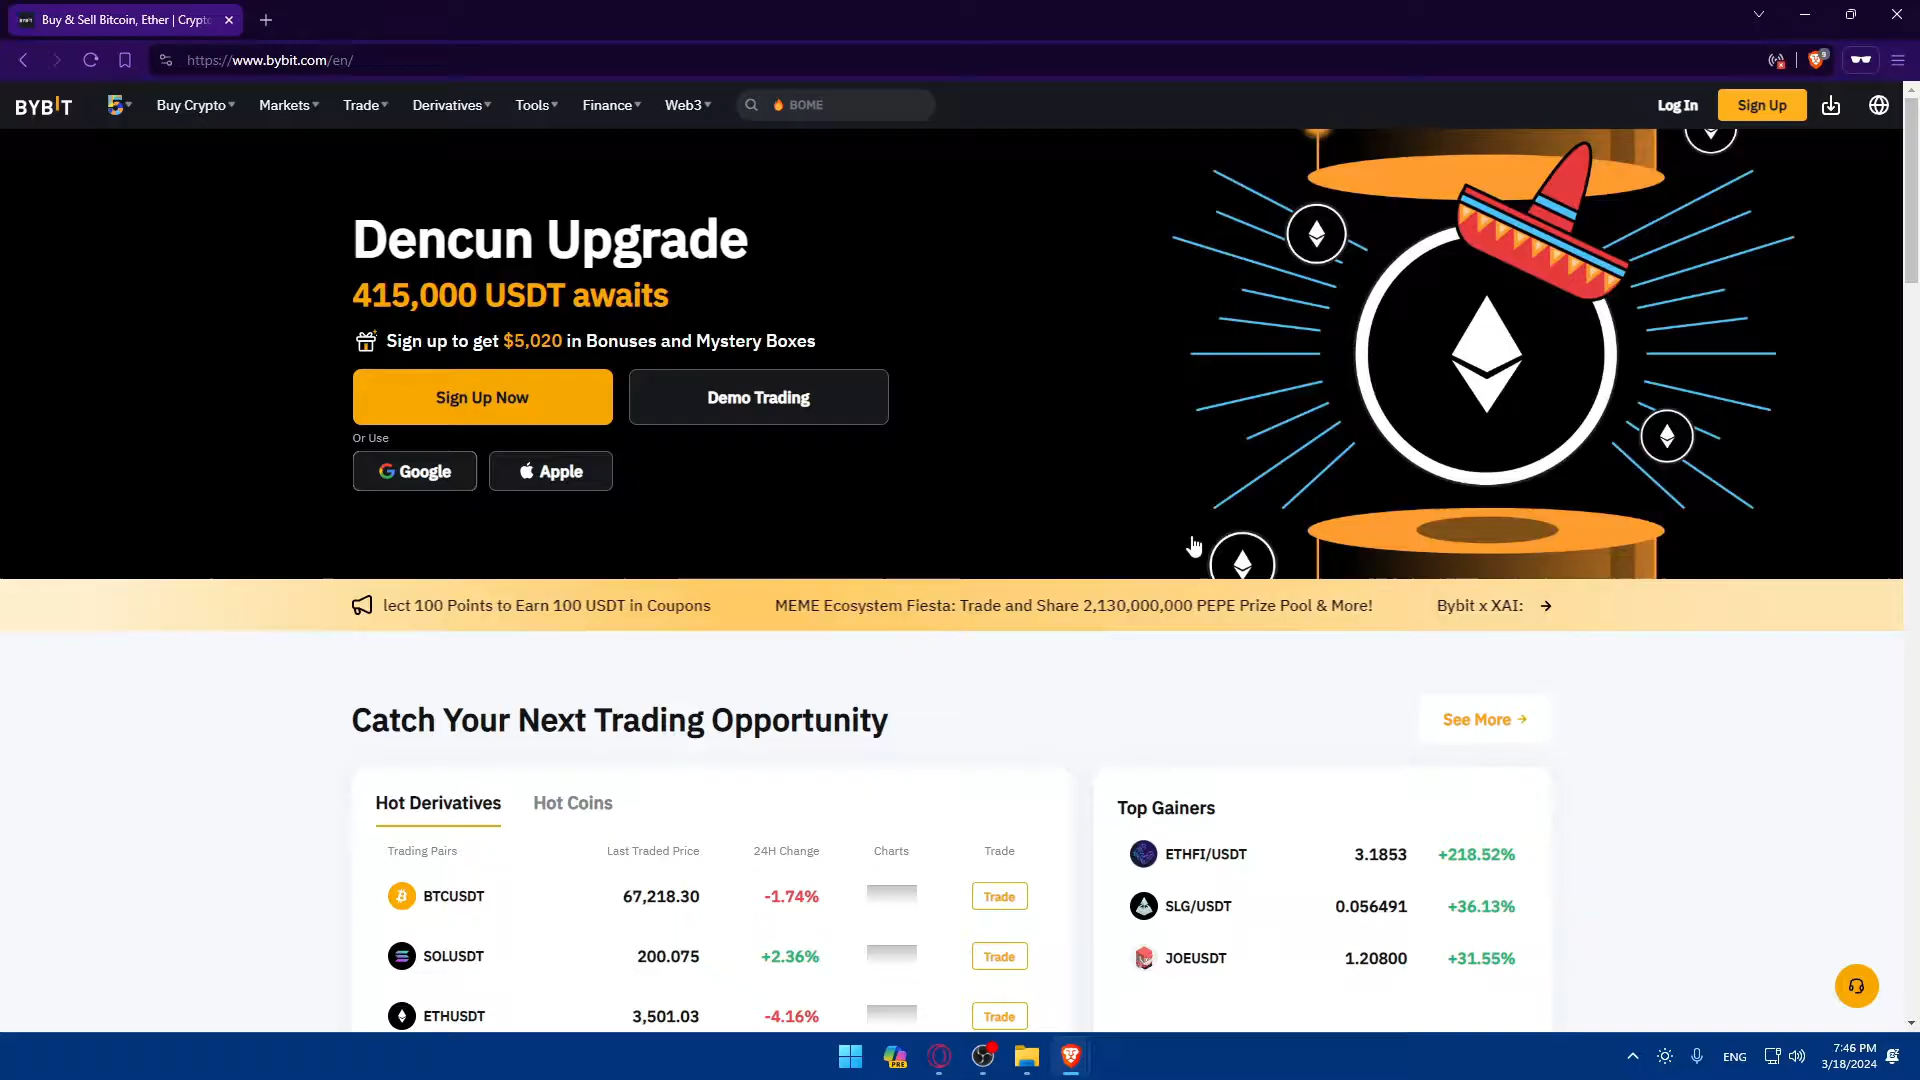 Buy & Sell Bitcoin, Ether | Crypto
https://www.bybit.com/en/
BYBIT
Buy Crypto Markets Trade Derivatives Tools Finance Web3
BOME
Log In
Sign Up
Dencun Upgrade
415,000 USDT awaits
Sign up to get $5,020 in Bonuses and Mystery Boxes
Sign Up Now
Demo Trading
Or Use
Google
Apple
lect 100 Points to Earn 100 USDT in Coupons
MEME Ecosystem Fiesta: Trade and Share 2,130,000,000 PEPE Prize Pool & More!
Bybit x XAI:
Catch Your Next Trading Opportunity
See More
Hot Derivatives Hot Coins
Trading Pairs Last Traded Price 24H Change Charts Trade
BTCUSDT 67,218.30 -1.74% Trade
SOLUSDT 200.075 +2.36% Trade
ETHUSDT 3,501.03 -4.16% Trade
Top Gainers
ETHFI/USDT 3.1853 +218.52%
SLG/USDT 0.056491 +36.13%
JOEUSDT 1.20800 +31.55%
PRE
ENG
7:46 PM
3/18/2024